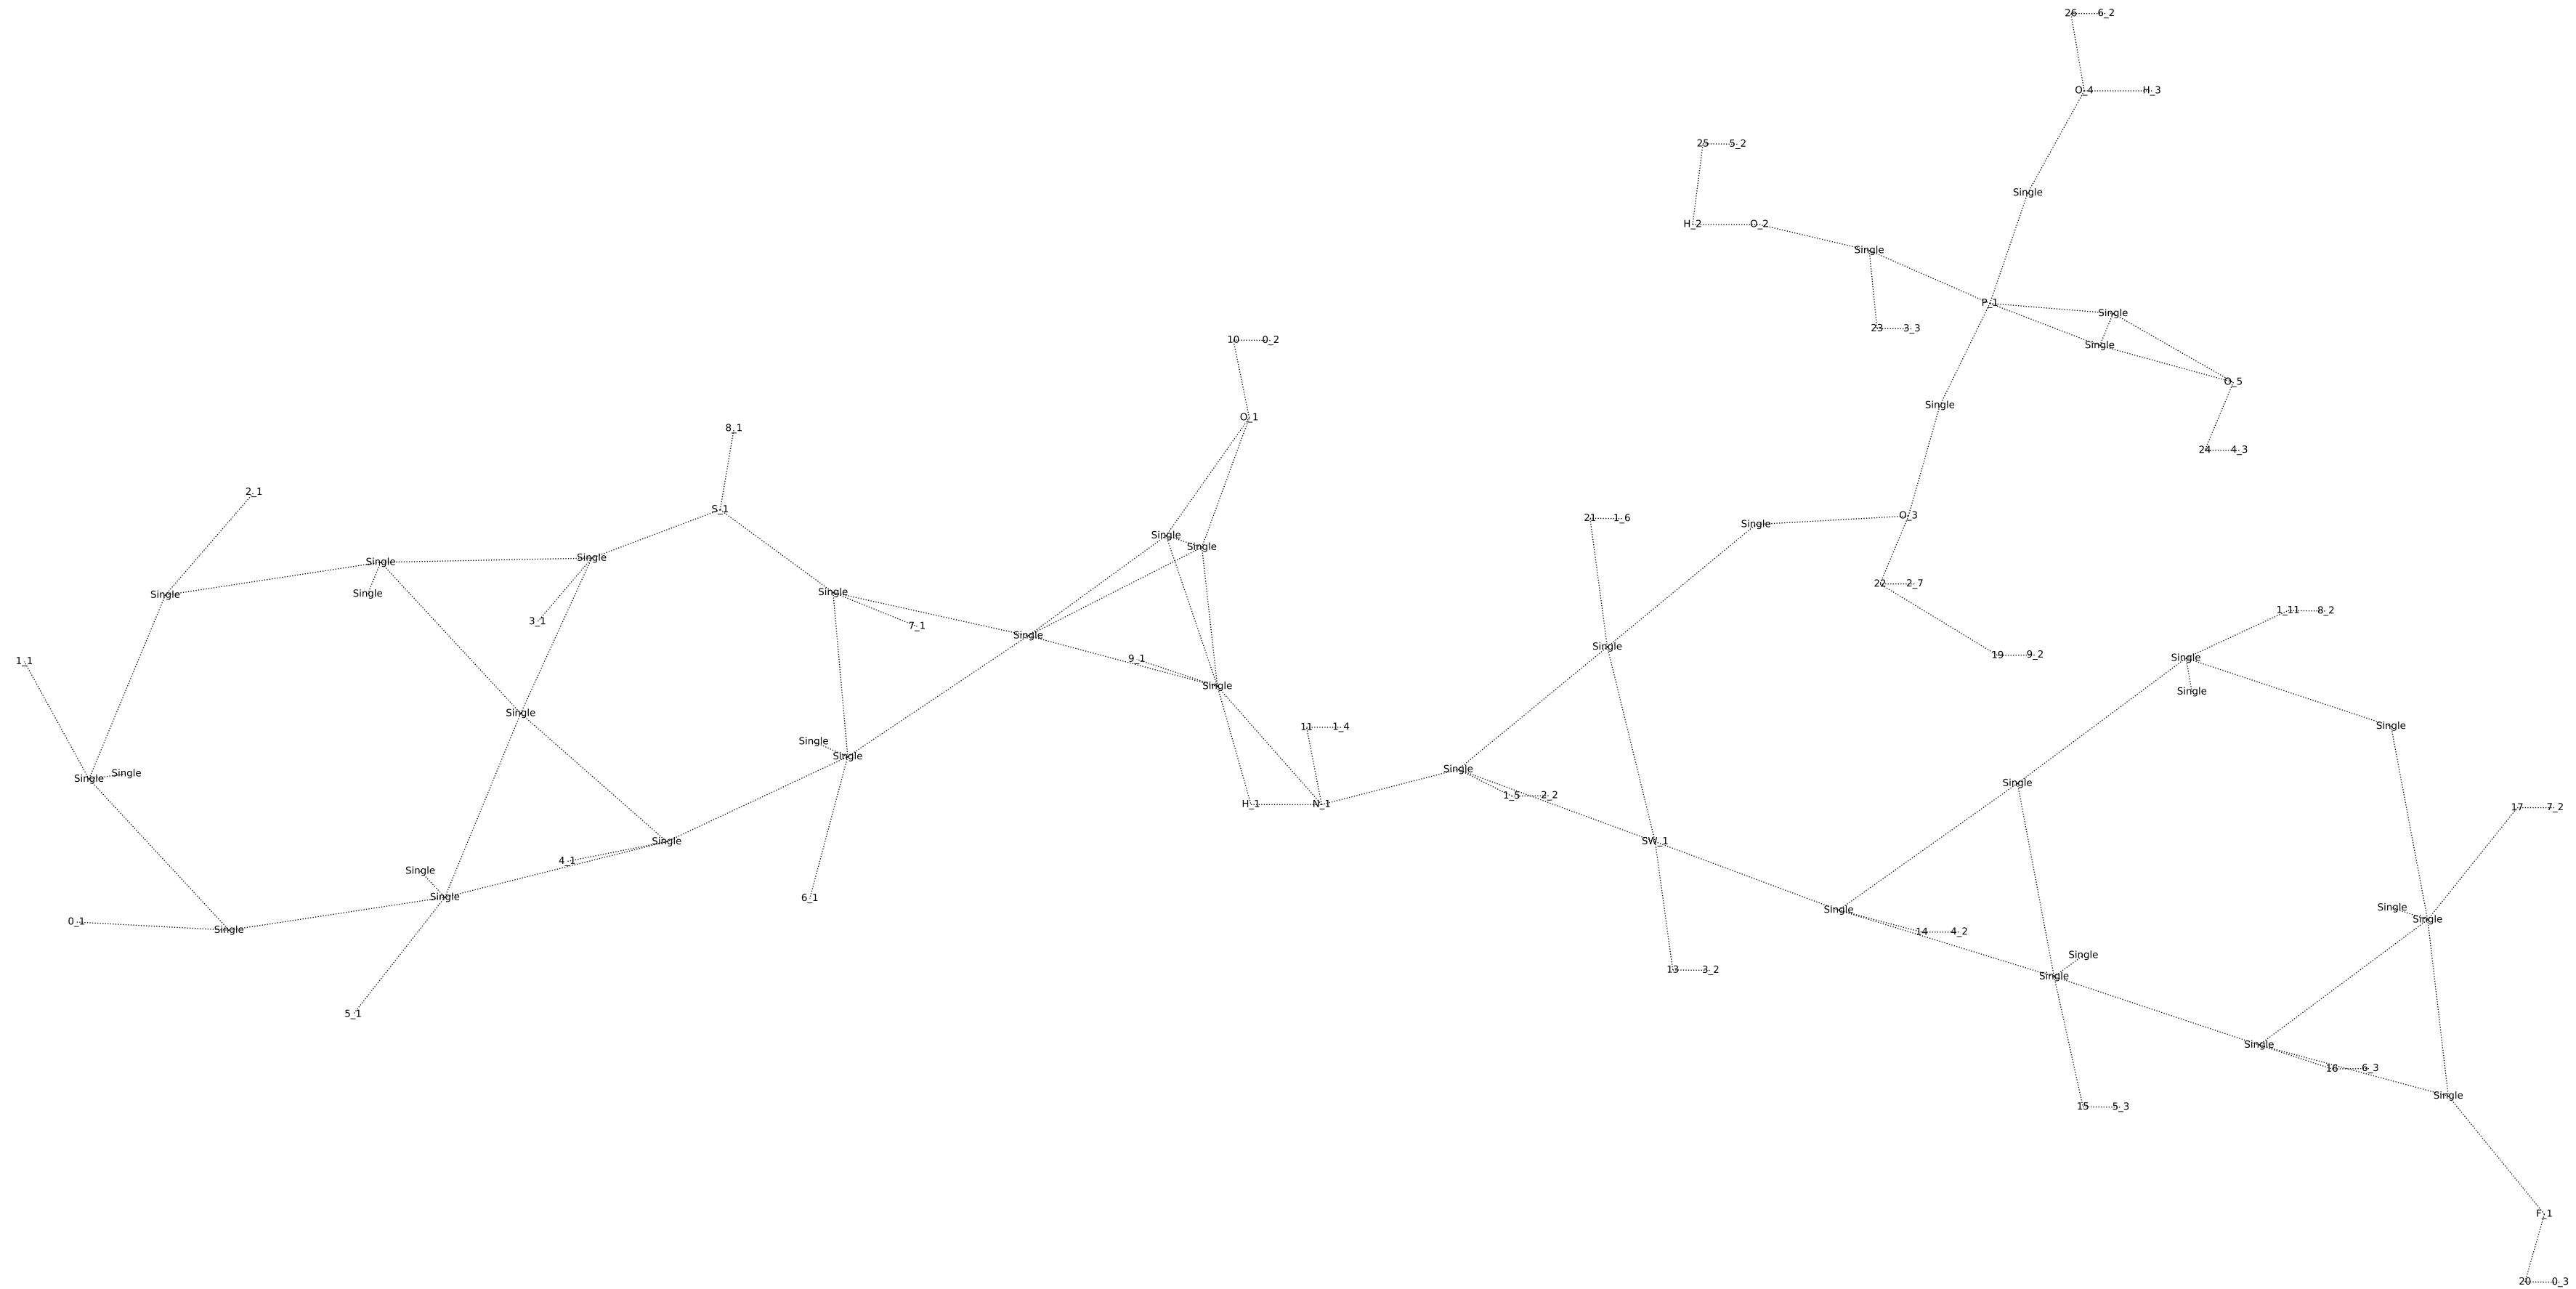 26 6_2
O_4 H_3
25 5_2
Single
H_2 O_2
Single
P_1
Single
23 3_3
10 0_2
Single
O_5
Single
O_1
8_1
24 4_3
2_1
S_1
O_3
21 1_6
Single
Single
Single
Single
Single
22 2_7
Single
Single
Single
1_11 8_2
3_1
7_1
Single
Single
19 9_2
1_1
9_1
Single
Single
Single
Single
11 1_4
Single
Single
Single
Single
Single
Single
Single
1_5 2_2
H_1 N_1
17 7_2
Single
SW_1
4_1
Single
Single
6_1
Single
Single
0_1
Single
Single
14 4_2
Single
13 3_2
Single
5_1
Single
16 6_3
Single
15 5_3
F_1
20 0_3